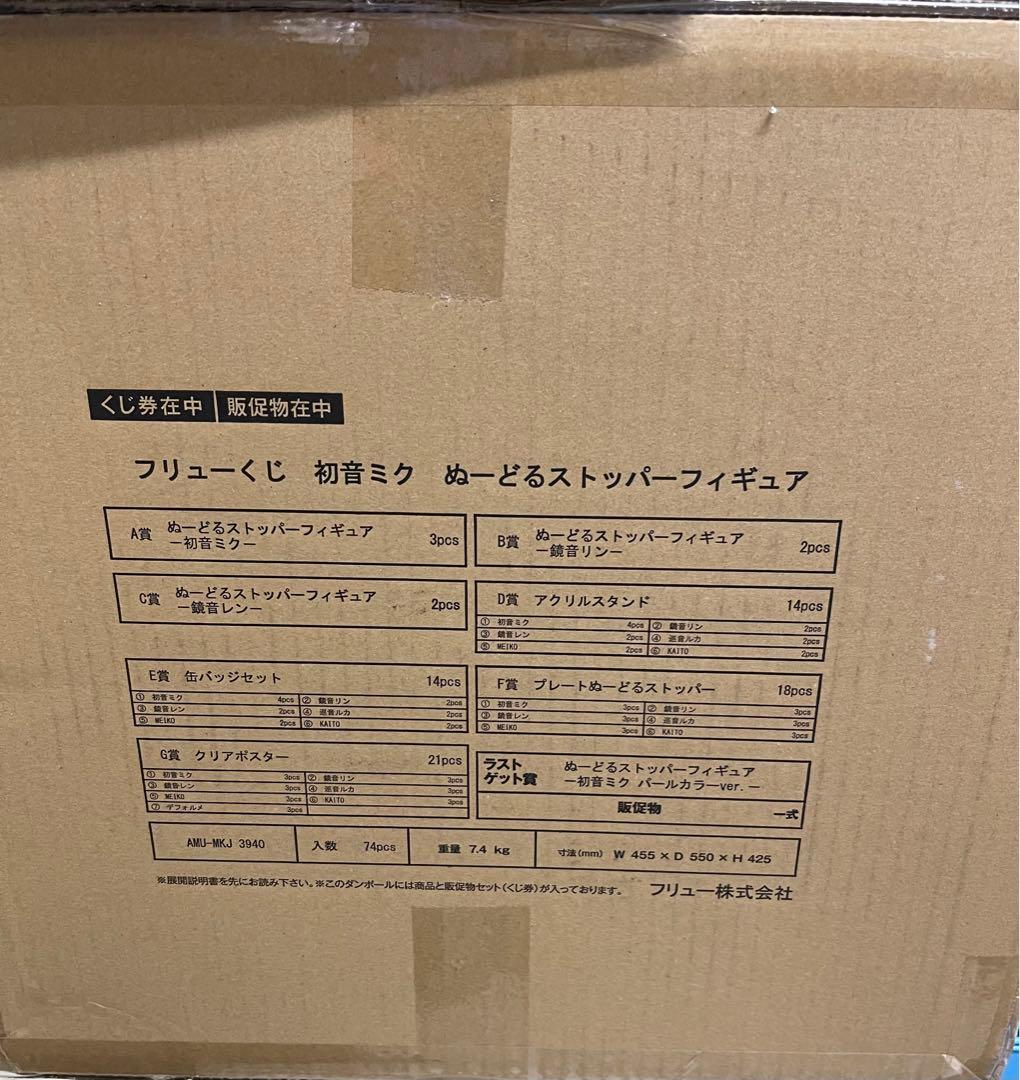 くじ券在中 販促物在中
フリューくじ 初音ミク ぬーどるストッパーフィギュア
A賞 ぬーどるストッパーフィギュア
ー初音ミクー 3pcs
B賞 ぬーどるストッパーフィギュア
ー鏡音リンー 2pcs
C賞 ぬーどるストッパーフィギュア
ー鏡音レンー 2pcs
D賞 アクリルスタンド 14pcs
① 初音ミク 4pcs ② 鏡音リン 2pcs
③ 鏡音レン 2pcs ④ 巡音ルカ 2pcs
⑤ MEIKO 2pcs ⑥ KAITO 2pcs
E賞 缶バッジセット 14pcs
① 初音ミク 4pcs ② 鏡音リン 2pcs
③ 鏡音レン 2pcs ④ 巡音ルカ 2pcs
⑤ MEIKO 2pcs ⑥ KAITO 2pcs
F賞 プレートぬーどるストッパー 18pcs
① 初音ミク 3pcs ② 鏡音リン 3pcs
③ 鏡音レン 3pcs ④ 巡音ルカ 3pcs
⑤ MEIKO 3pcs ⑥ KAITO 3pcs
G賞 クリアポスター 21pcs
① 初音ミク 3pcs ② 鏡音リン 3pcs
③ 鏡音レン 3pcs ④ 巡音ルカ 3pcs
⑤ MEIKO 3pcs ⑥ KAITO 3pcs
⑦ デフォルメ 3pcs
ラスト
ゲット賞
ぬーどるストッパーフィギュア
ー初音ミク パールカラーver.ー
販促物 一式
AMU-MKJ 3940 入数 74pcs 重量 7.4 kg 寸法(mm) W 455 × D 550 × H 425
※展開説明書を先にお読み下さい。※このダンボールには商品と販促物セット(くじ券)が入っております。 フリュー株式会社